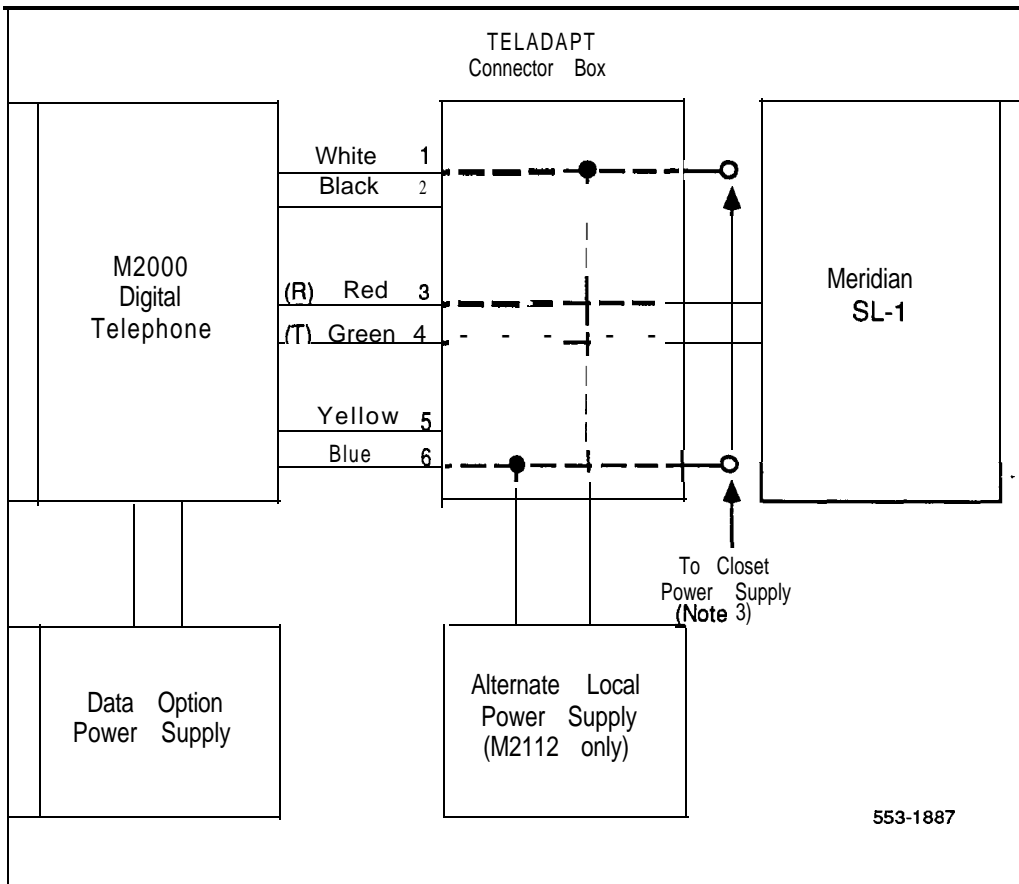 TELADAPT
Connector Box
White 1
Black 2
M2000
Digital
Telephone
(R) Red 3
(T) Green 4
Yellow 5
Blue 6
Meridian
SL-1
To Closet
Power Supply
(Note 3)
Data Option
Power Supply
Alternate Local
Power Supply
(M2112 only)
553-1887